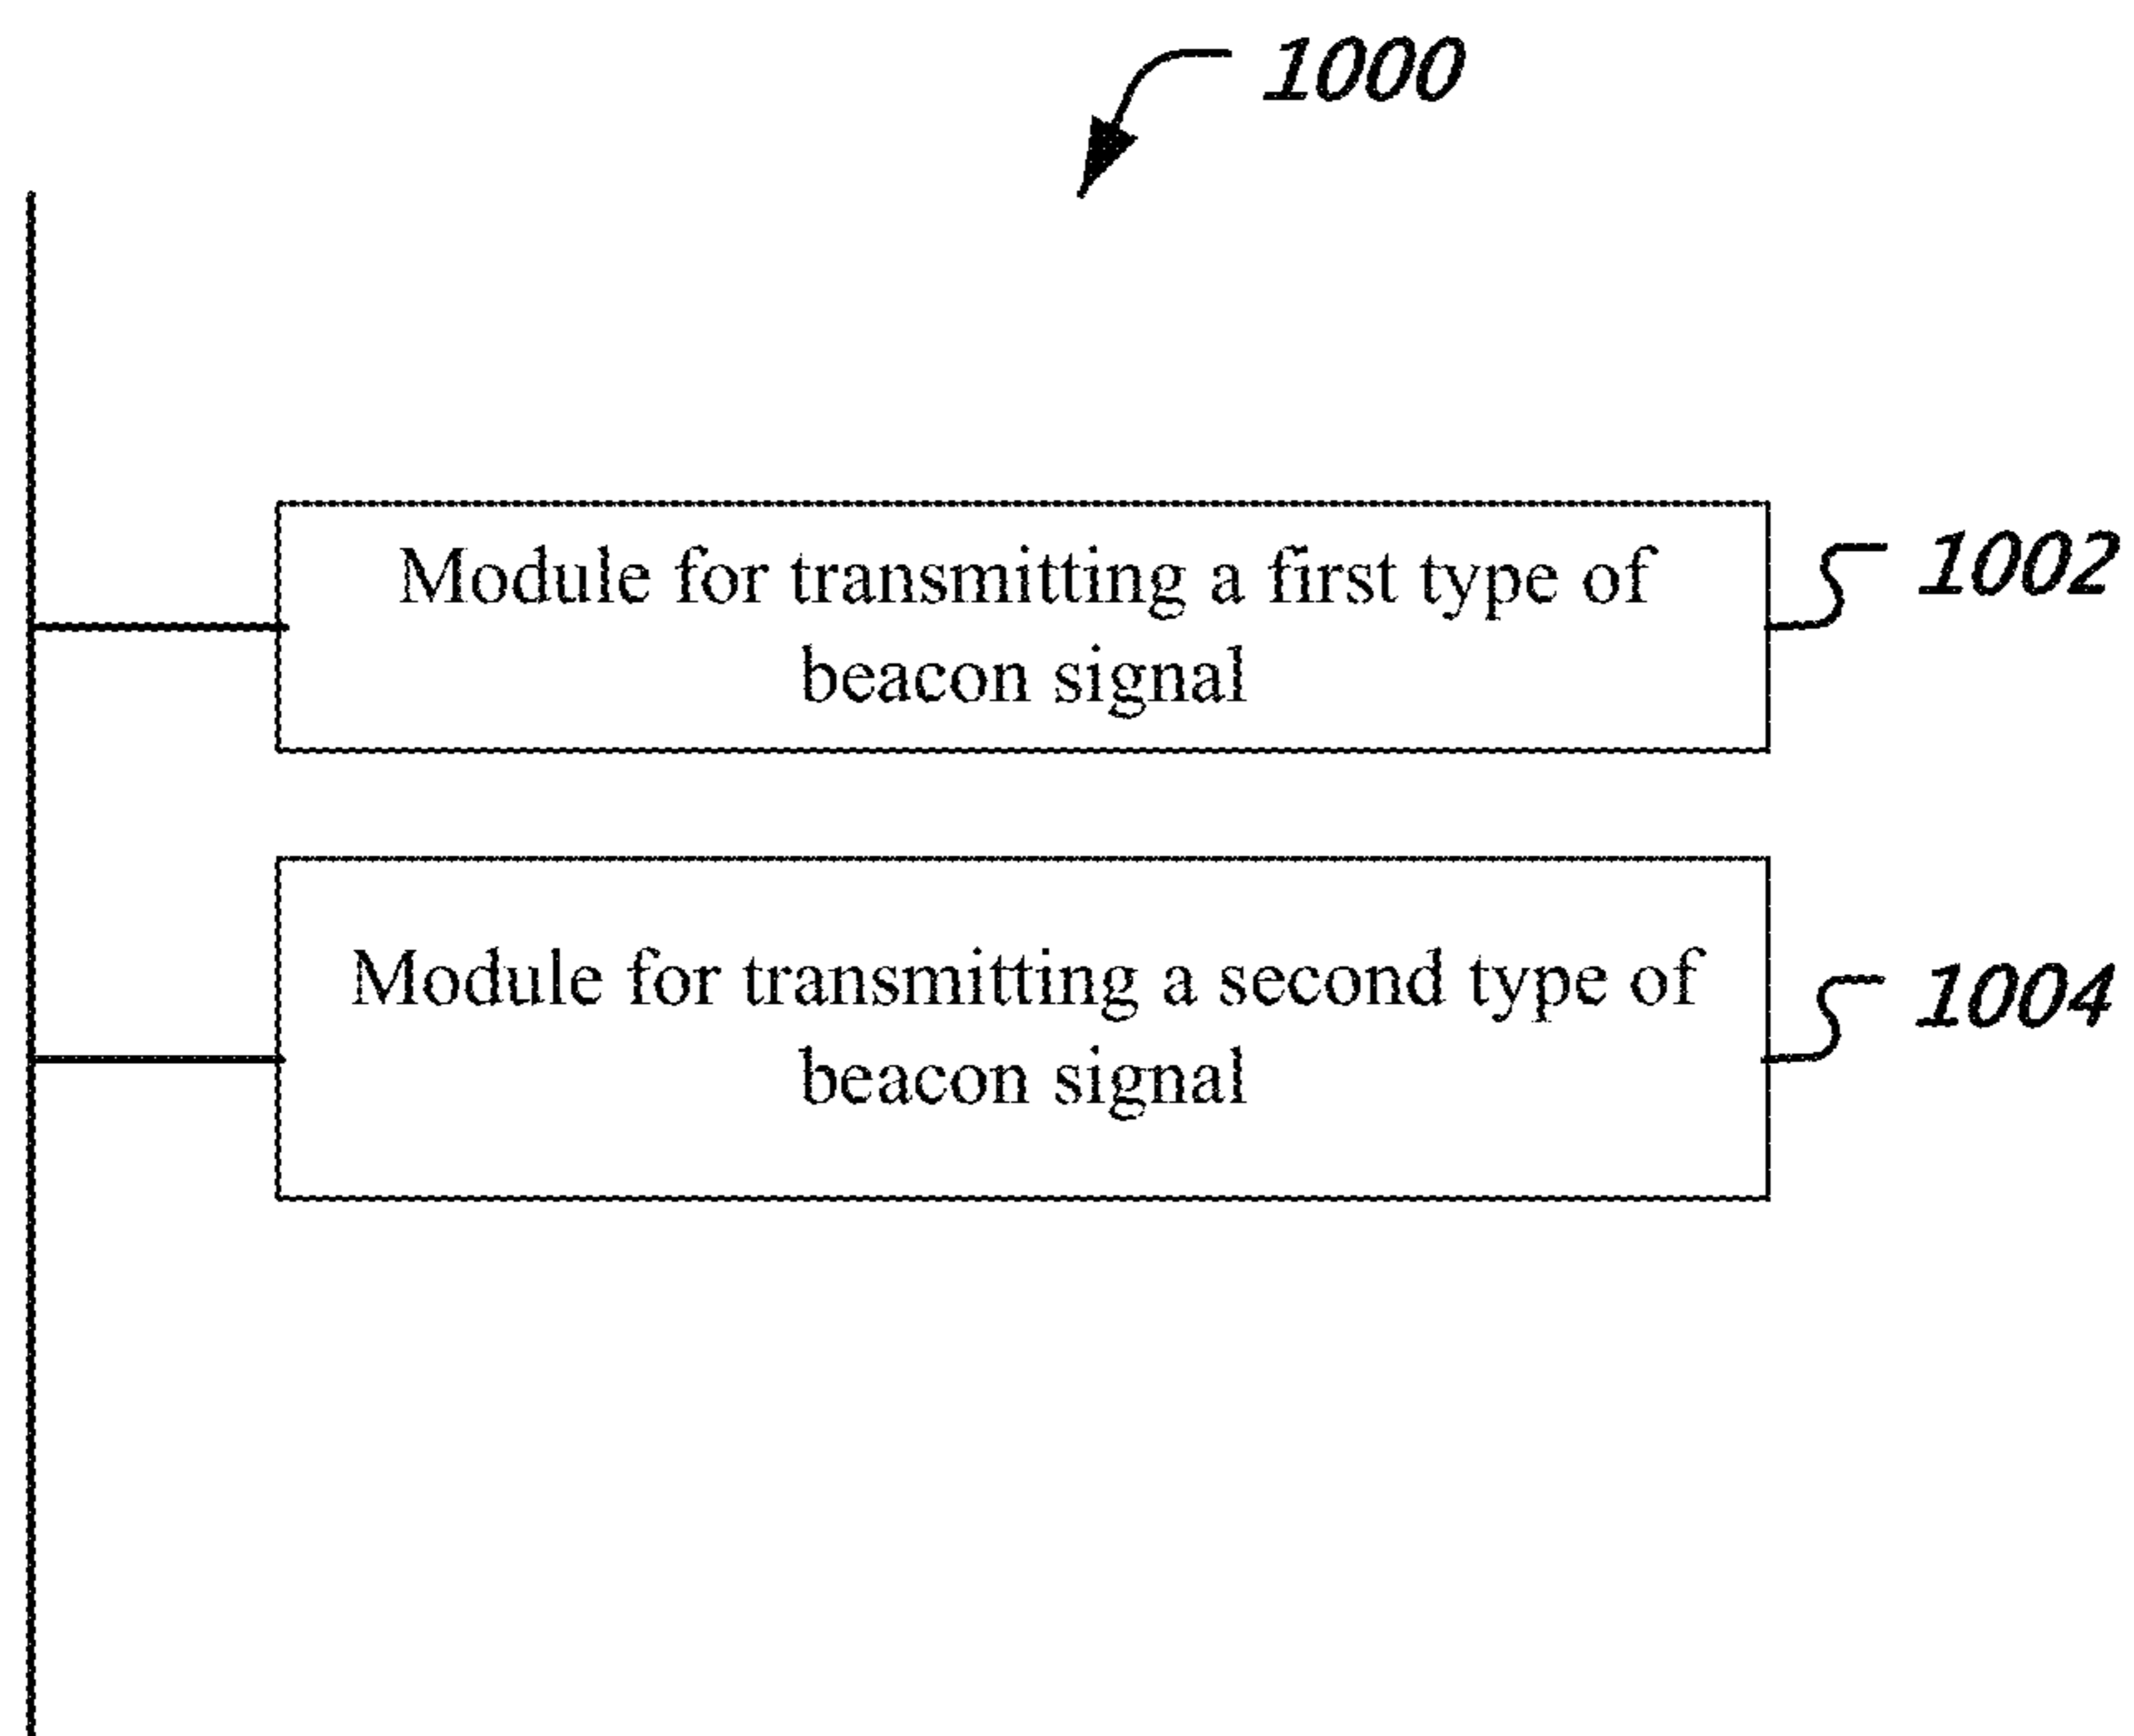 1000
Module for transmitting a first type of
beacon signal
1002
Module for transmitting a second type of
beacon signal
1004